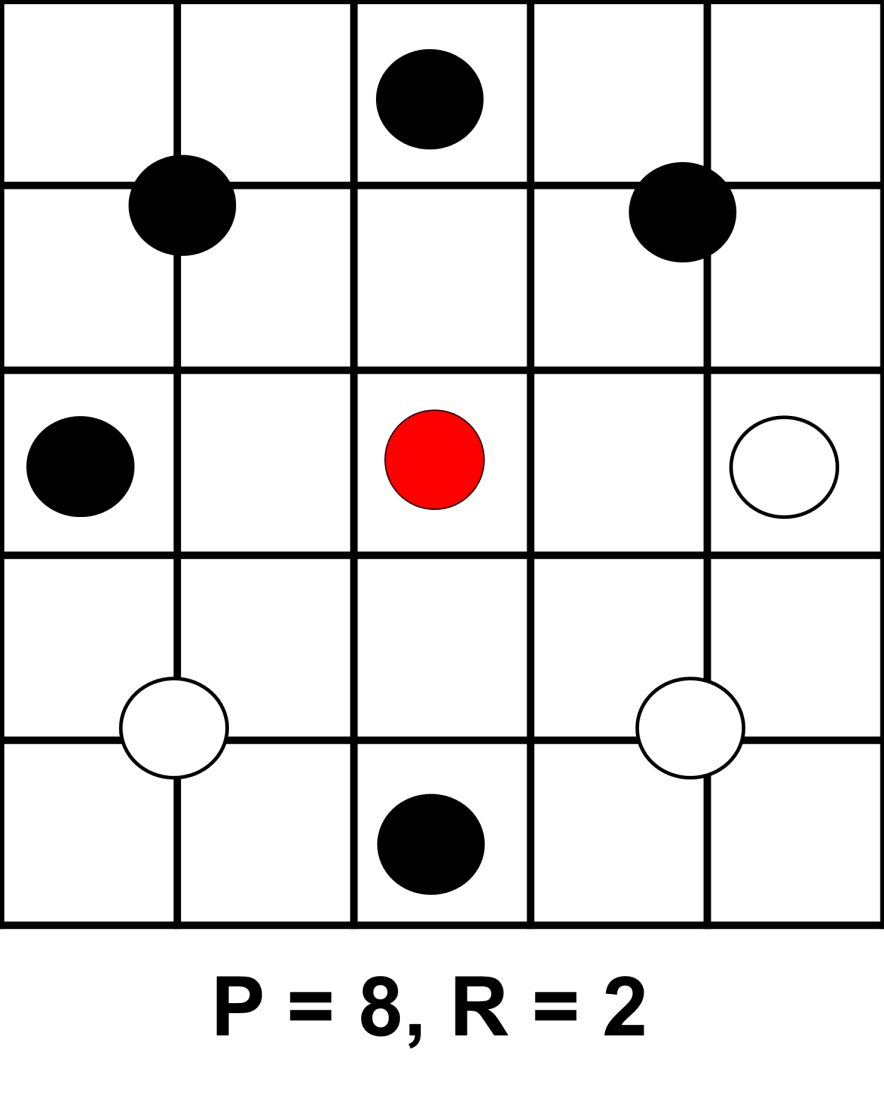 P = 8, R = 2